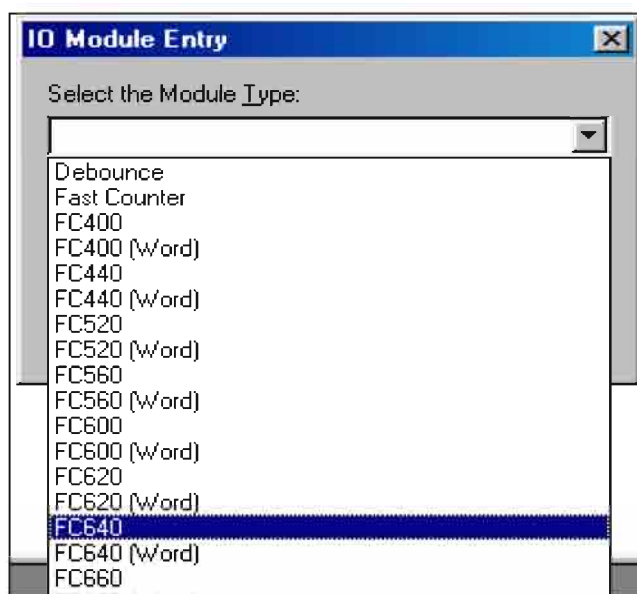 IO Module Entry
Select the Module Type:
Debounce
Fast Counter
FC400
FC400 (Word)
FC440
FC440 (Word)
FC520
FC520 (Word)
FC560
FC560 (Word)
FC600
FC600 (Word)
FC620
FC620 (Word)
FC640
FC640 (Word)
FC660